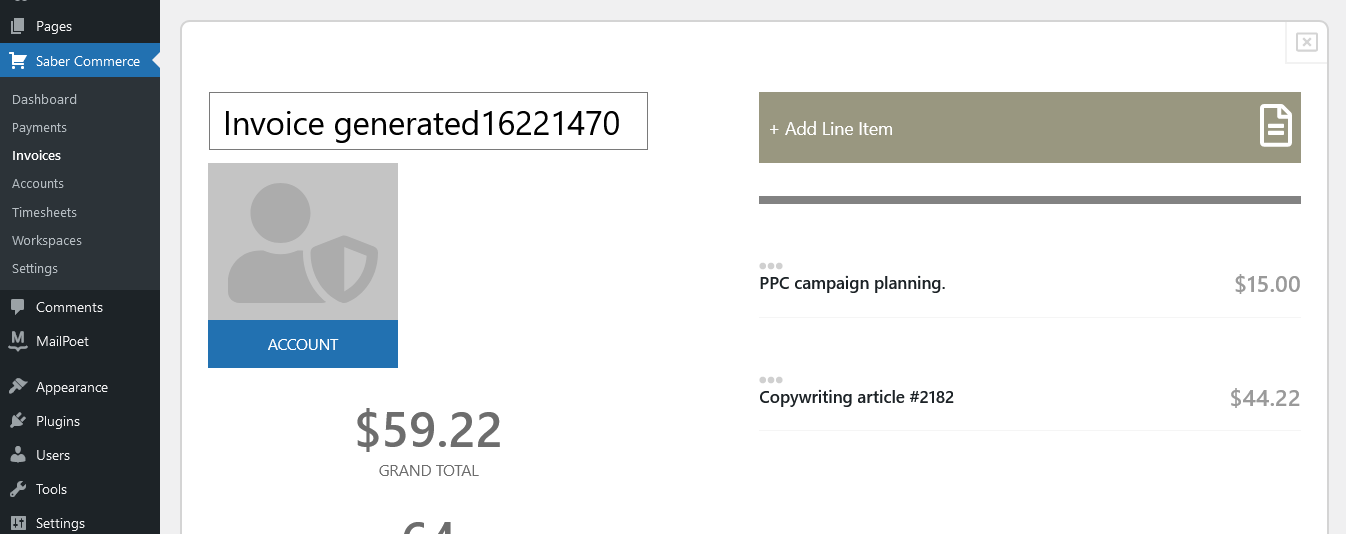 Pages
Saber Commerce
Dashboard
Payments
Invoices
Accounts
Timesheets
Workspaces
Settings
Comments
MailPoet
Appearance
Plugins
Users
Tools
Settings
Invoice generated16221470
ACCOUNT
$59.22
GRAND TOTAL
64
+ Add Line Item
PPC campaign planning.
$15.00
Copywriting article #2182
$44.22